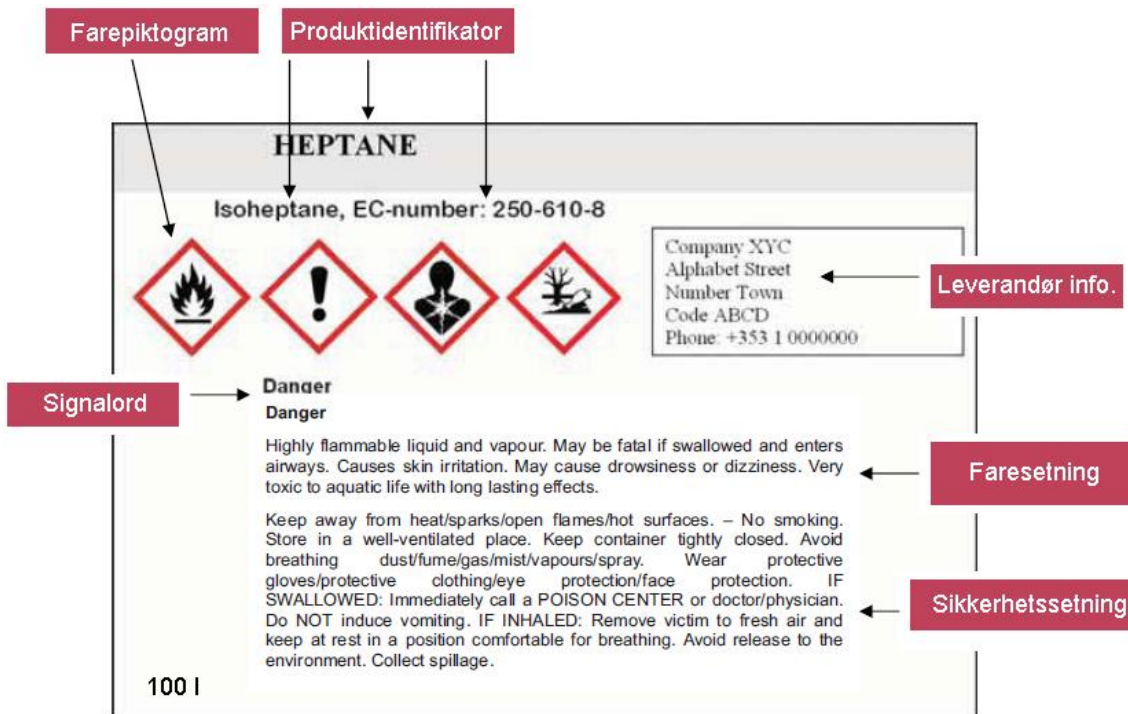 Farepiktogram
Produktidentifikator
HEPTANE
Isoheptane, EC-number: 250-610-8
Company XYC
Alphabet Street
Number Town
Code ABCD
Phone: +353 1 0000000
Leverandør info.
Signalord
Danger
Danger
Highly flammable liquid and vapour. May be fatal if swallowed and enters
airways. Causes skin irritation. May cause drowsiness or dizziness. Very
toxic to aquatic life with long lasting effects.
Faresetning
Keep away from heat/sparks/open flames/hot surfaces. – No smoking.
Store in a well-ventilated place. Keep container tightly closed. Avoid
breathing dust/fume/gas/mist/vapours/spray. Wear protective
gloves/protective clothing/eye protection/face protection. IF
SWALLOWED: Immediately call a POISON CENTER or doctor/physician.
Do NOT induce vomiting. IF INHALED: Remove victim to fresh air and
keep at rest in a position comfortable for breathing. Avoid release to the
environment. Collect spillage.
Sikkerhetssetning
100 l